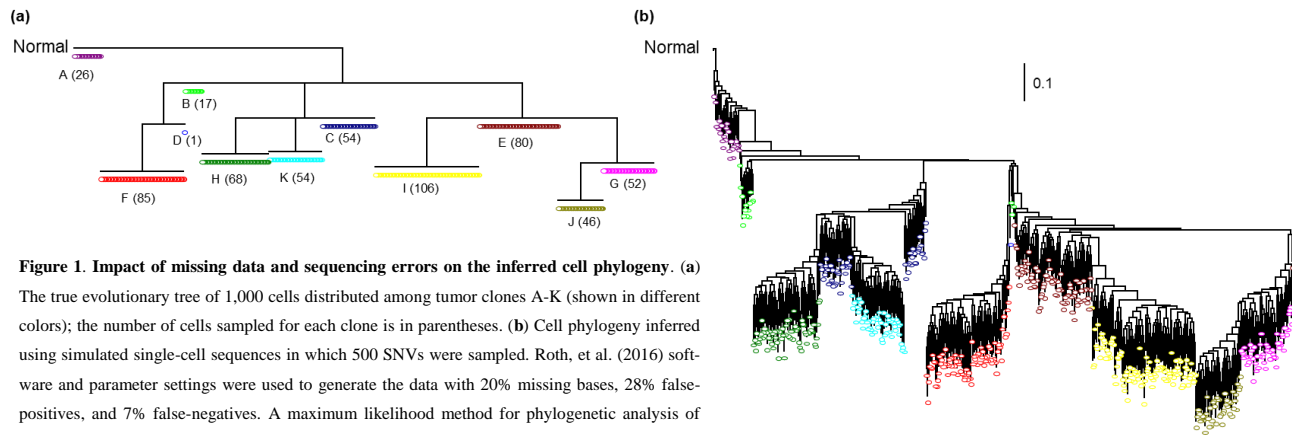 (a)
Normal
A (26)
B (17)
D (1)
C (54)
E (80)
H (68)
K (54)
I (106)
G (52)
F (85)
J (46)
Figure 1. Impact of missing data and sequencing errors on the inferred cell phylogeny. (a)
The true evolutionary tree of 1,000 cells distributed among tumor clones A-K (shown in different
colors); the number of cells sampled for each clone is in parentheses. (b) Cell phylogeny inferred
using simulated single-cell sequences in which 500 SNVs were sampled. Roth, et al. (2016) soft-
ware and parameter settings were used to generate the data with 20% missing bases, 28% false-
positives, and 7% false-negatives. A maximum likelihood method for phylogenetic analysis of
(b)
Normal
0.1